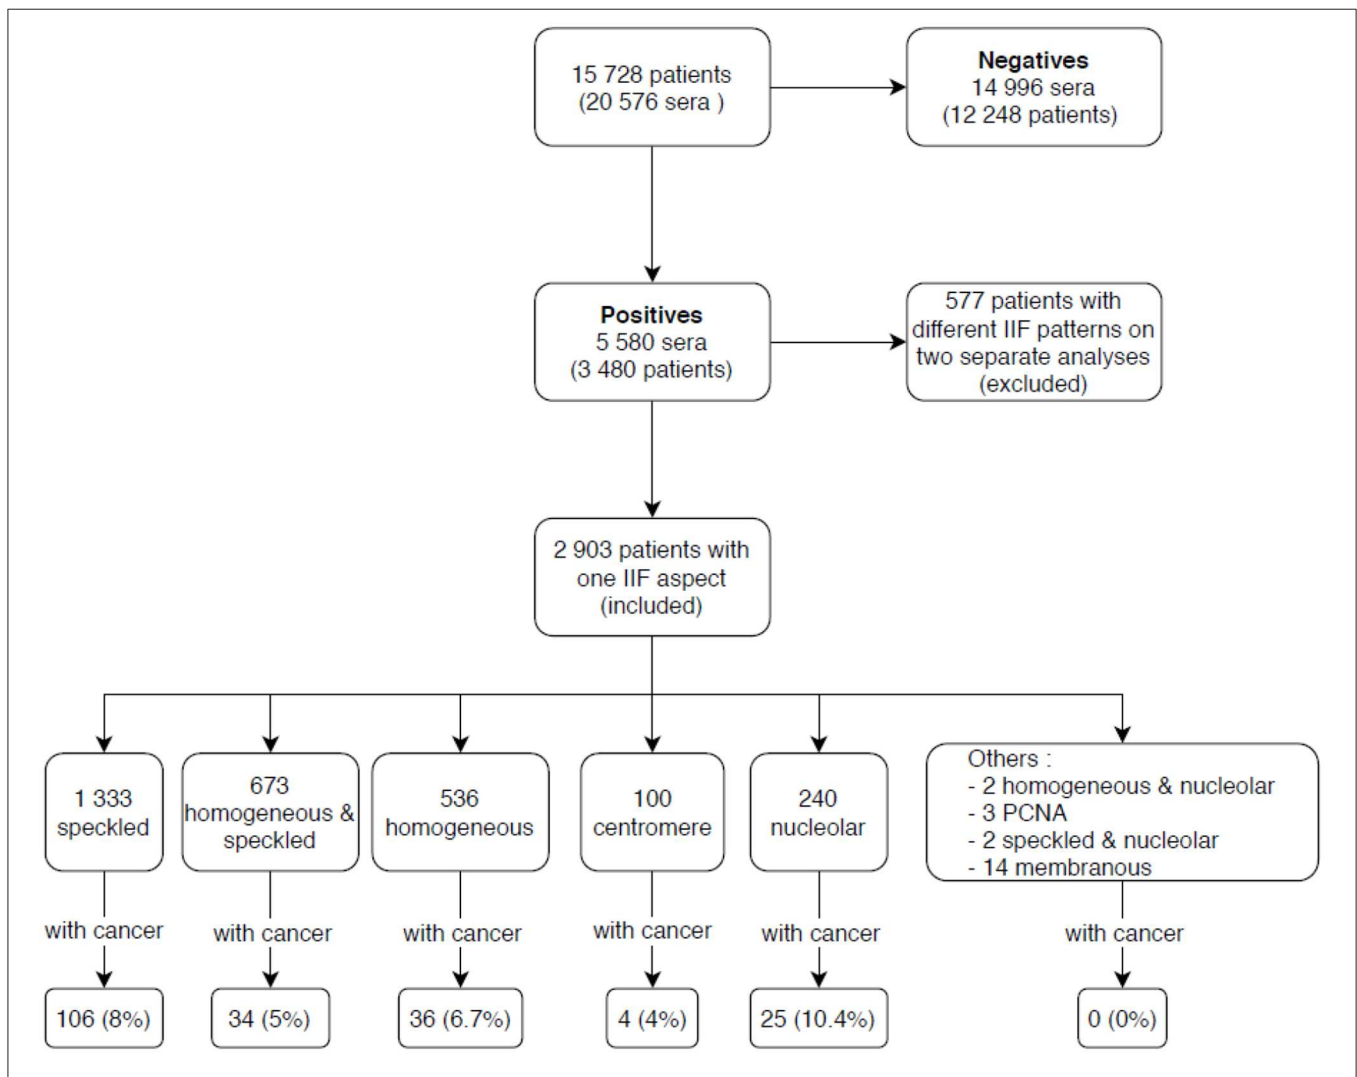 15 728 patients
(20 576 sera )
Negatives
14 996 sera
(12 248 patients)
Positives
5 580 sera
(3 480 patients)
577 patients with
different IIF patterns on
two separate analyses
(excluded)
2 903 patients with
one IIF aspect
(included)
1 333
speckled
673
homogeneous &
speckled
536
homogeneous
100
centromere
240
nucleolar
Others :
- 2 homogeneous & nucleolar
- 3 PCNA
- 2 speckled & nucleolar
- 14 membranous
with cancer
with cancer
with cancer
with cancer
with cancer
with cancer
106 (8%)
34 (5%)
36 (6.7%)
4 (4%)
25 (10.4%)
0 (0%)